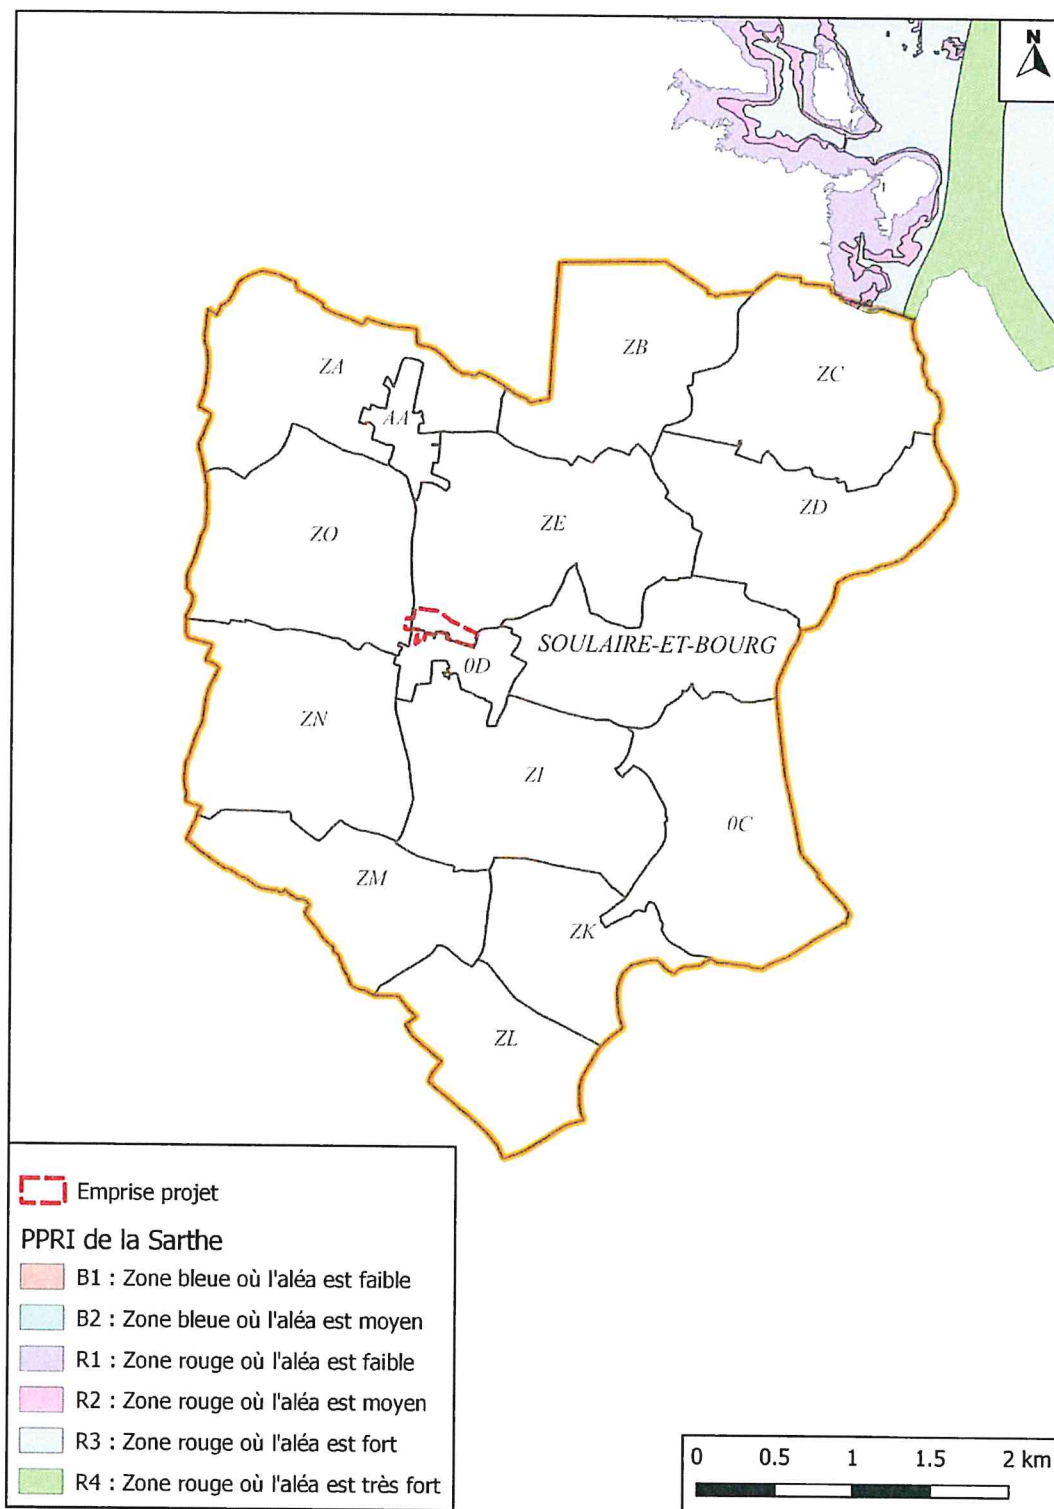 N
ZB
ZA
ZC
AA
ZD
ZE
ZO
SOULAIRE-ET-BOURG
0D
ZN
ZI
0C
ZM
ZK
ZL
Emprise projet
PPRI de la Sarthe
B1 : Zone bleue où l'aléa est faible
B2 : Zone bleue où l'aléa est moyen
R1 : Zone rouge où l'aléa est faible
R2 : Zone rouge où l'aléa est moyen
R3 : Zone rouge où l'aléa est fort
R4 : Zone rouge où l'aléa est très fort
0 0.5 1 1.5 2 km